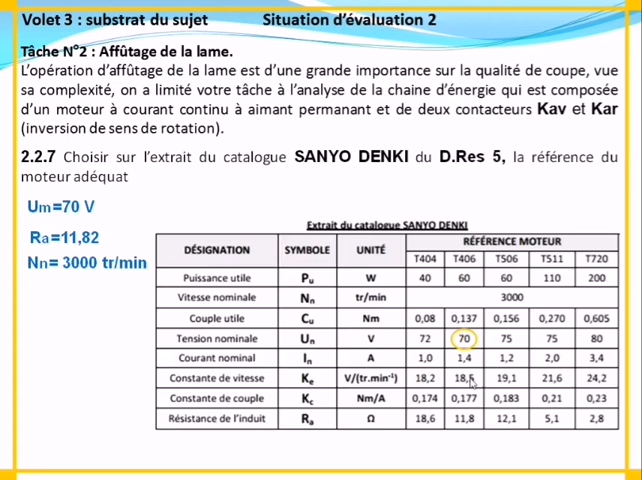 Volet 3 : substrat du sujet Situation d'évaluation 2
Tâche N°2 : Affûtage de la lame.
L'opération d'affûtage de la lame est d'une grande importance sur la qualité de coupe, vue
sa complexité, on a limité votre tâche à l'analyse de la chaine d'énergie qui est composée
d'un moteur à courant continu à aimant permanant et de deux contacteurs Kav et Kar
(inversion de sens de rotation).
2.2.7 Choisir sur l'extrait du catalogue SANYO DENKI du D.Res 5, la référence du
moteur adéquat
Um=70 V
Ra=11,82
Nn= 3000 tr/min
Extrait du catalogue SANYO DENKI
DÉSIGNATION SYMBOLE UNITÉ RÉFÉRENCE MOTEUR
T404 T406 T506 T511 T720
Puissance utile Pu W 40 60 60 110 200
Vitesse nominale Nn tr/min 3000
Couple utile Cu Nm 0,08 0,137 0,156 0,270 0,605
Tension nominale Un V 72 70 75 75 80
Courant nominal In A 1,0 1,4 1,2 2,0 3,4
Constante de vitesse Ke V/(tr.min⁻¹) 18,2 18,5 19,1 21,6 24,2
Constante de couple Kc Nm/A 0,174 0,177 0,183 0,21 0,23
Résistance de l'induit Ra Ω 18,6 11,8 12,1 5,1 2,8